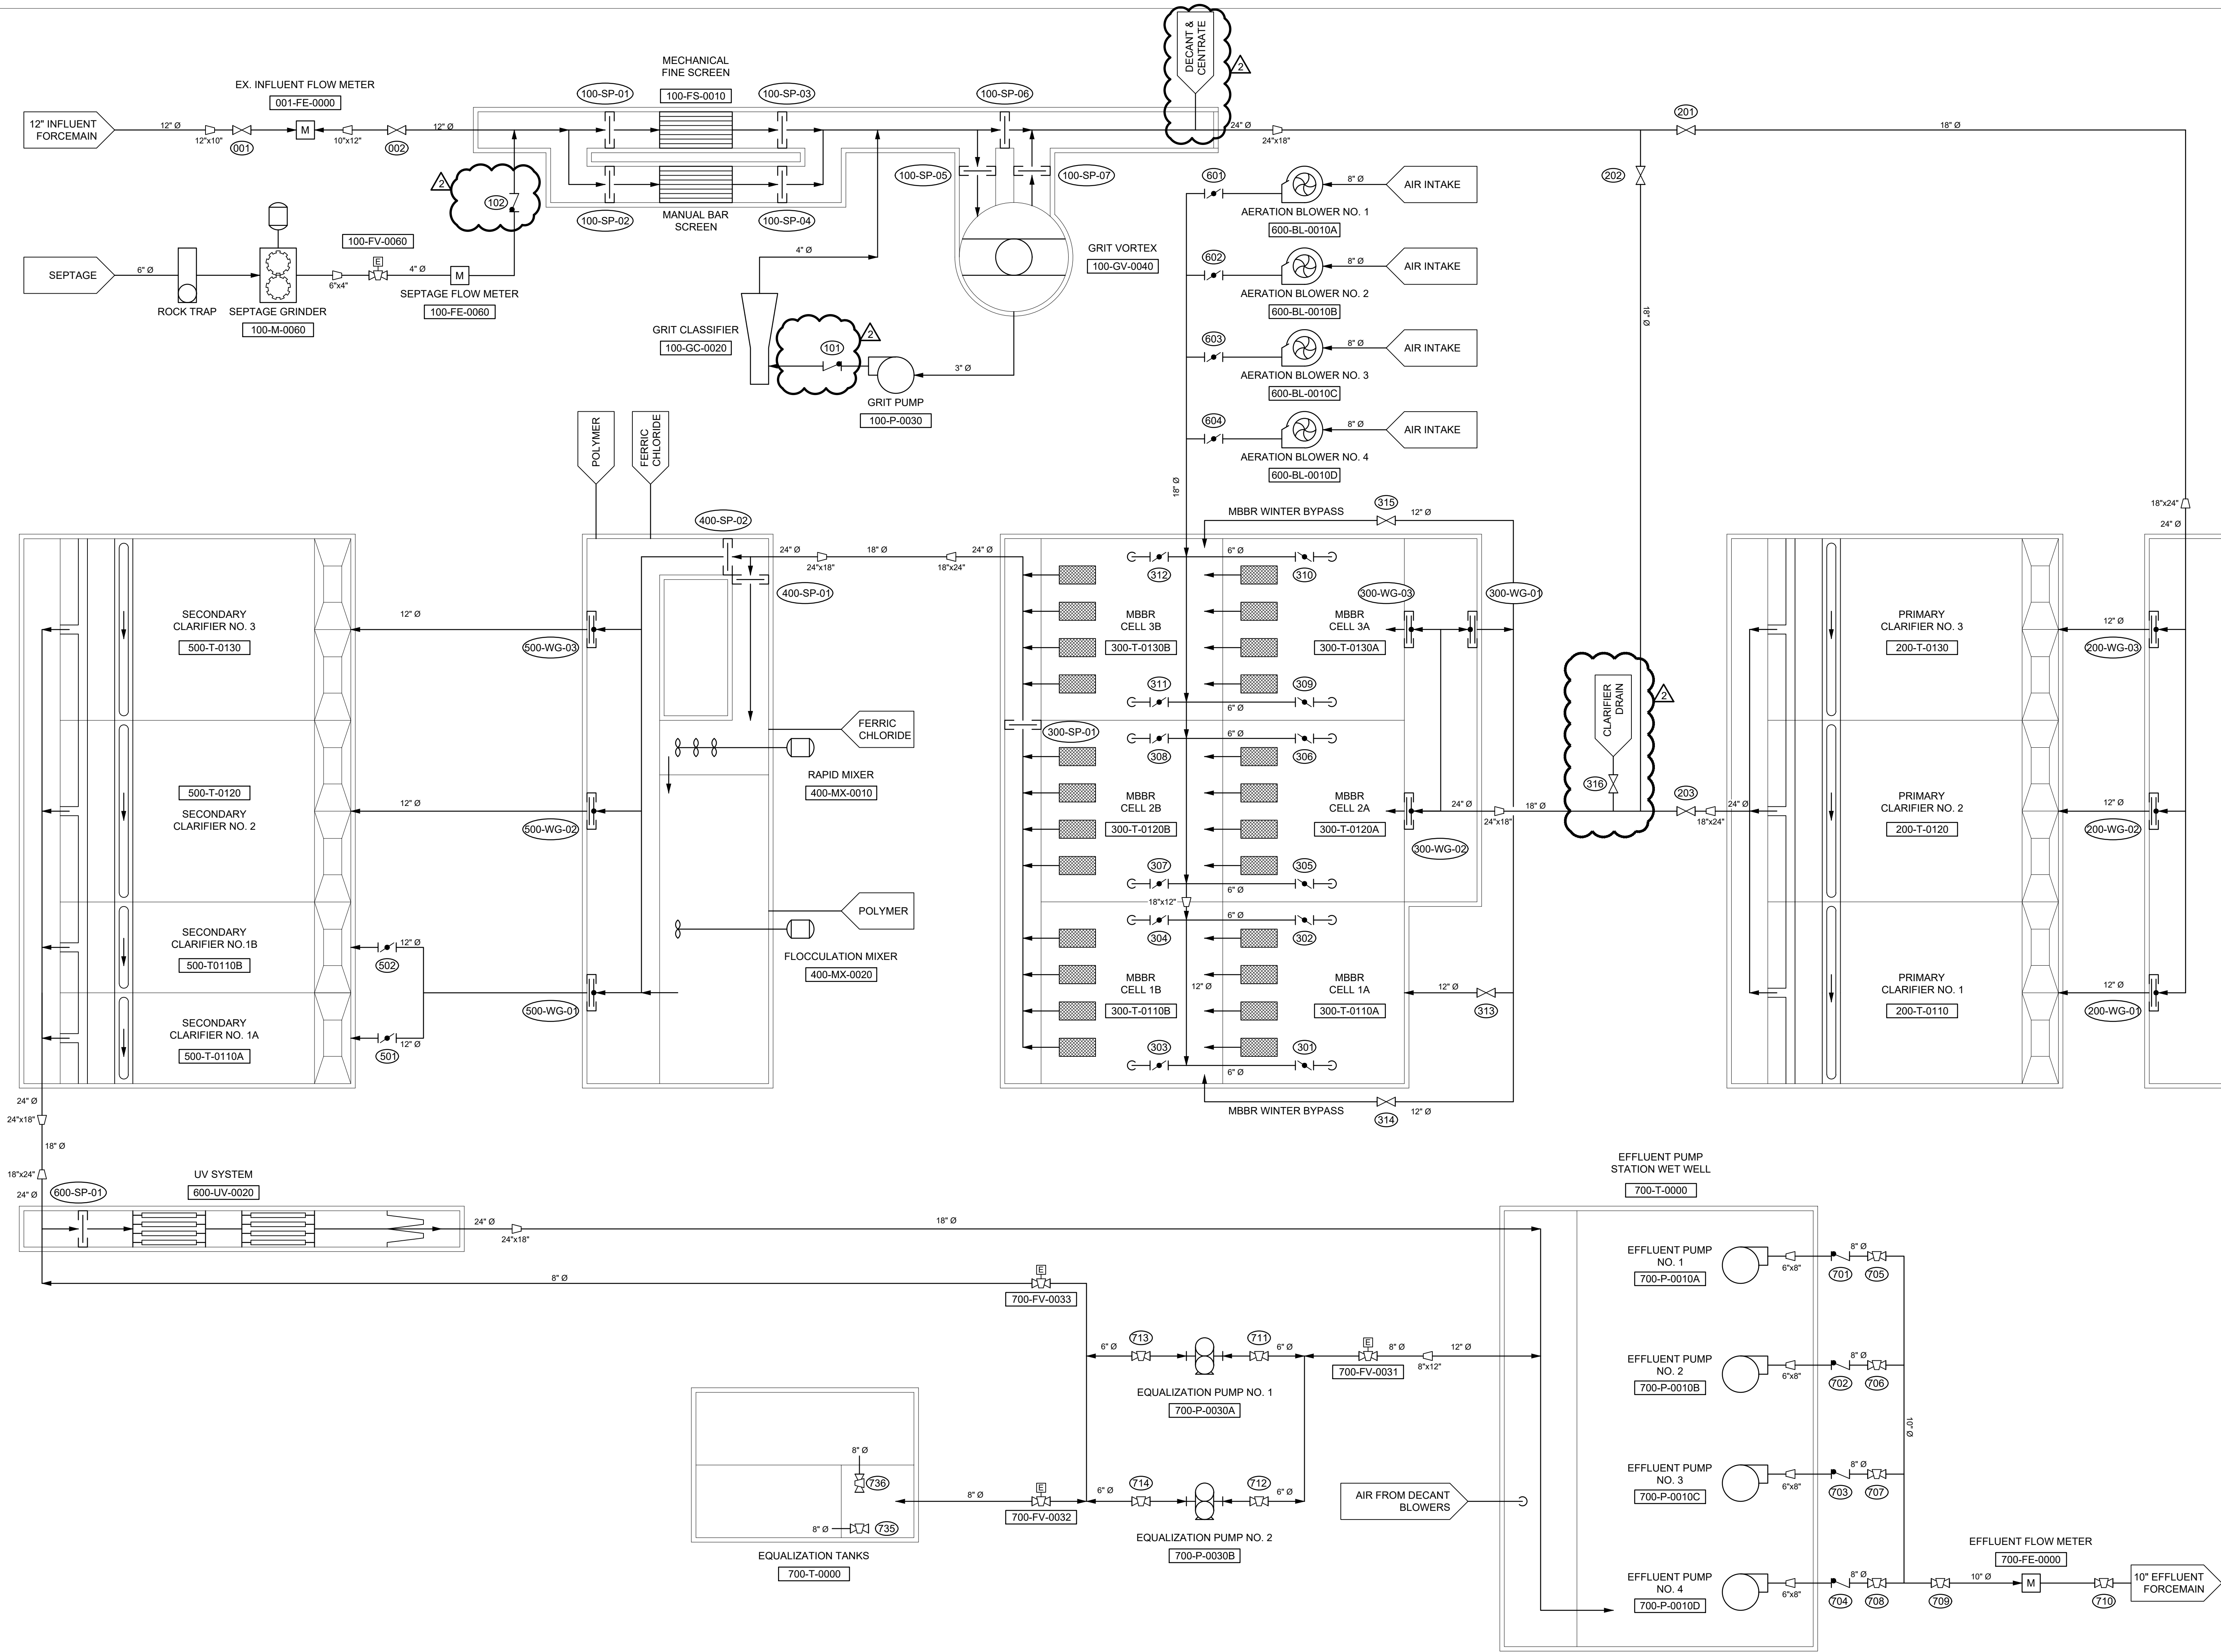 DECANT &
CENTRATE
2
EX. INFLUENT FLOW METER
001-FE-0000
12" INFLUENT
FORCEMAIN
12" Ø
12"x10"
001
M
10"x12"
002
12" Ø
MECHANICAL
FINE SCREEN
100-FS-0010
100-SP-01
100-SP-03
100-SP-06
100-SP-02
100-SP-04
MANUAL BAR
SCREEN
100-SP-05
100-SP-07
24" Ø
24"x18"
201
18" Ø
202
18" Ø
2
102
SEPTAGE
6" Ø
ROCK TRAP
SEPTAGE GRINDER
100-M-0060
6"x4"
100-FV-0060
E
4" Ø
M
SEPTAGE FLOW METER
100-FE-0060
4" Ø
GRIT VORTEX
100-GV-0040
GRIT CLASSIFIER
100-GC-0020
101
2
3" Ø
GRIT PUMP
100-P-0030
601
8" Ø
AIR INTAKE
AERATION BLOWER NO. 1
600-BL-0010A
602
8" Ø
AIR INTAKE
AERATION BLOWER NO. 2
600-BL-0010B
603
8" Ø
AIR INTAKE
AERATION BLOWER NO. 3
600-BL-0010C
604
8" Ø
AIR INTAKE
AERATION BLOWER NO. 4
600-BL-0010D
18" Ø
POLYMER
FERRIC
CHLORIDE
18"x24"
24" Ø
SECONDARY
CLARIFIER NO. 3
500-T-0130
500-T-0120
SECONDARY
CLARIFIER NO. 2
SECONDARY
CLARIFIER NO.1B
500-T0110B
SECONDARY
CLARIFIER NO. 1A
500-T-0110A
12" Ø
12" Ø
12" Ø
502
501
12" Ø
500-WG-03
500-WG-02
500-WG-01
400-SP-02
400-SP-01
24" Ø
24"x18"
18" Ø
18"x24"
24" Ø
FERRIC
CHLORIDE
RAPID MIXER
400-MX-0010
POLYMER
FLOCCULATION MIXER
400-MX-0020
MBBR WINTER BYPASS
315
12" Ø
6" Ø
312
310
MBBR
CELL 3B
300-T-0130B
MBBR
CELL 3A
300-T-0130A
300-WG-03
300-WG-01
311
309
6" Ø
300-SP-01
6" Ø
308
306
MBBR
CELL 2B
300-T-0120B
MBBR
CELL 2A
300-T-0120A
300-WG-02
24" Ø
24"x18"
18" Ø
307
305
6" Ø
18"x12"
6" Ø
304
302
MBBR
CELL 1B
300-T-0110B
12" Ø
MBBR
CELL 1A
300-T-0110A
12" Ø
313
303
301
6" Ø
MBBR WINTER BYPASS
314
12" Ø
CLARIFIER
DRAIN
2
316
203
18"x24"
24" Ø
PRIMARY
CLARIFIER NO. 3
200-T-0130
PRIMARY
CLARIFIER NO. 2
200-T-0120
PRIMARY
CLARIFIER NO. 1
200-T-0110
12" Ø
200-WG-03
12" Ø
200-WG-02
12" Ø
200-WG-01
24" Ø
24"x18"
18" Ø
18"x24"
24" Ø
600-SP-01
UV SYSTEM
600-UV-0020
24" Ø
24"x18"
18" Ø
8" Ø
E
700-FV-0033
713
6" Ø
711
6" Ø
E
700-FV-0031
8" Ø
8"x12"
12" Ø
EQUALIZATION PUMP NO. 1
700-P-0030A
8" Ø
736
8" Ø
735
EQUALIZATION TANKS
700-T-0000
8" Ø
E
700-FV-0032
6" Ø
714
712
6" Ø
EQUALIZATION PUMP NO. 2
700-P-0030B
AIR FROM DECANT
BLOWERS
EFFLUENT PUMP
STATION WET WELL
700-T-0000
EFFLUENT PUMP
NO. 1
700-P-0010A
6"x8"
8" Ø
701
705
EFFLUENT PUMP
NO. 2
700-P-0010B
6"x8"
8" Ø
702
706
10" Ø
EFFLUENT PUMP
NO. 3
700-P-0010C
6"x8"
8" Ø
703
707
EFFLUENT PUMP
NO. 4
700-P-0010D
6"x8"
8" Ø
704
708
709
10" Ø
EFFLUENT FLOW METER
700-FE-0000
M
710
10" EFFLUENT
FORCEMAIN